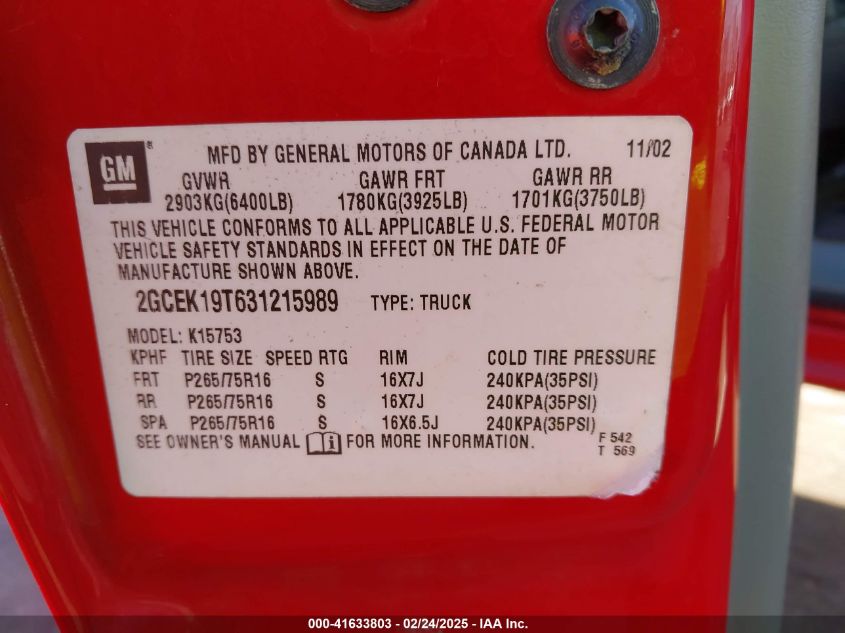 GM ® MFD BY GENERAL MOTORS OF CANADA LTD. 11/02
GVWR GAWR FRT GAWR RR
2903KG(6400LB) 1780KG(3925LB) 1701KG(3750LB)
THIS VEHICLE CONFORMS TO ALL APPLICABLE U.S. FEDERAL MOTOR
VEHICLE SAFETY STANDARDS IN EFFECT ON THE DATE OF
MANUFACTURE SHOWN ABOVE.
2GCEK19T631215989 TYPE: TRUCK
MODEL: K15753
KPHF TIRE SIZE SPEED RTG RIM COLD TIRE PRESSURE
FRT P265/75R16 S 16X7J 240KPA(35PSI)
RR P265/75R16 S 16X7J 240KPA(35PSI)
SPA P265/75R16 S 16X6.5J 240KPA(35PSI)
SEE OWNER'S MANUAL FOR MORE INFORMATION. F 542
T 569
000-41633803 - 02/24/2025 - IAA Inc.